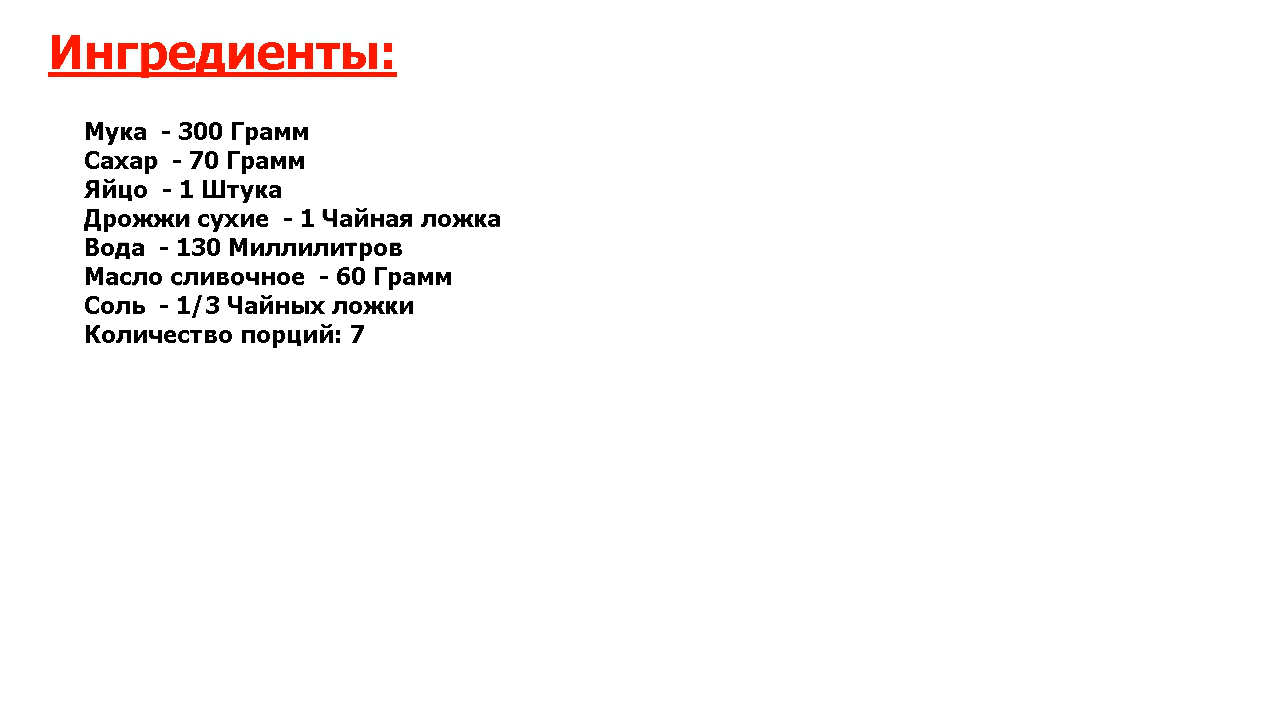 Ингредиенты:
Мука  - 300 Грамм
Сахар  - 70 Грамм
Яйцо  - 1 Штука
Дрожжи сухие  - 1 Чайная ложка
Вода  - 130 Миллилитров
Масло сливочное  - 60 Грамм
Соль  - 1/3 Чайных ложки
Количество порций: 7